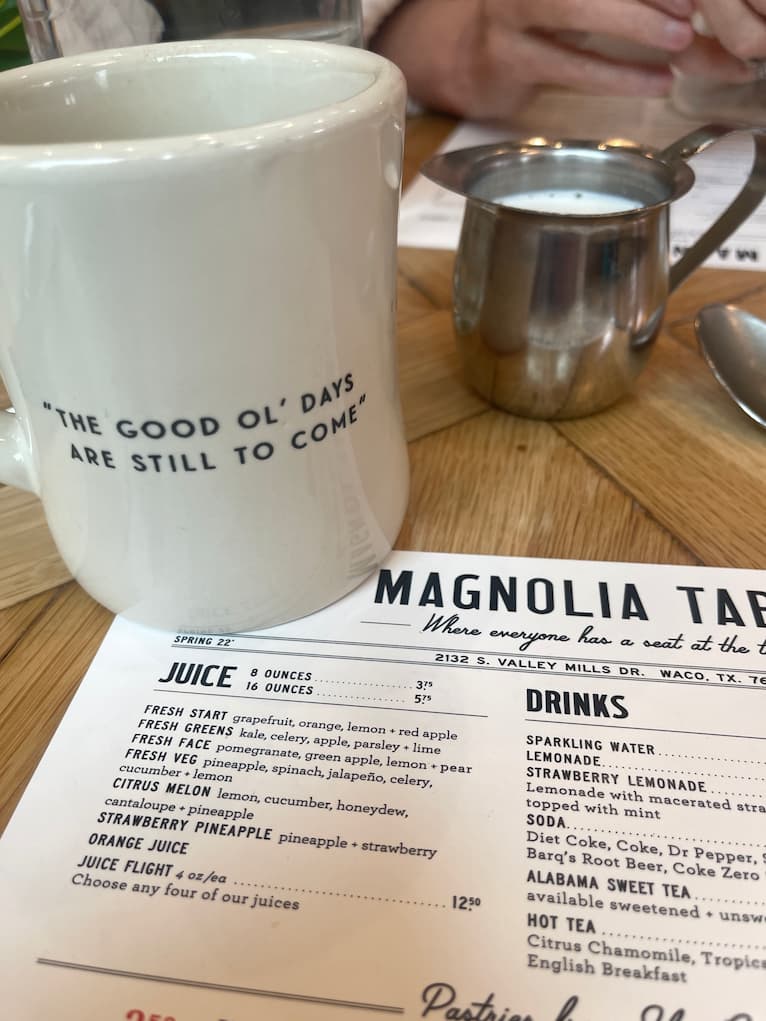 "THE GOOD OL' DAYS
ARE STILL TO COME"
MAGNOLIA TAB
Where everyone has a seat at the t
SPRING 22'
2132 S. VALLEY MILLS DR. WACO, TX. 76
JUICE
8 OUNCES 3.75
16 OUNCES 5.75
FRESH START grapefruit, orange, lemon + red apple
FRESH GREENS kale, celery, apple, parsley + lime
FRESH FACE pomegranate, green apple, lemon + pear
FRESH VEG pineapple, spinach, jalapeño, celery,
cucumber + lemon
CITRUS MELON lemon, cucumber, honeydew,
cantaloupe + pineapple
STRAWBERRY PINEAPPLE pineapple + strawberry
ORANGE JUICE
JUICE FLIGHT 4 oz/ea 12.50
Choose any four of our juices
DRINKS
SPARKLING WATER
LEMONADE
STRAWBERRY LEMONADE
Lemonade with macerated stra
topped with mint
SODA
Diet Coke, Coke, Dr Pepper, S
Barq's Root Beer, Coke Zero
ALABAMA SWEET TEA
available sweetened + unsw
HOT TEA
Citrus Chamomile, Tropica
English Breakfast
Pastries